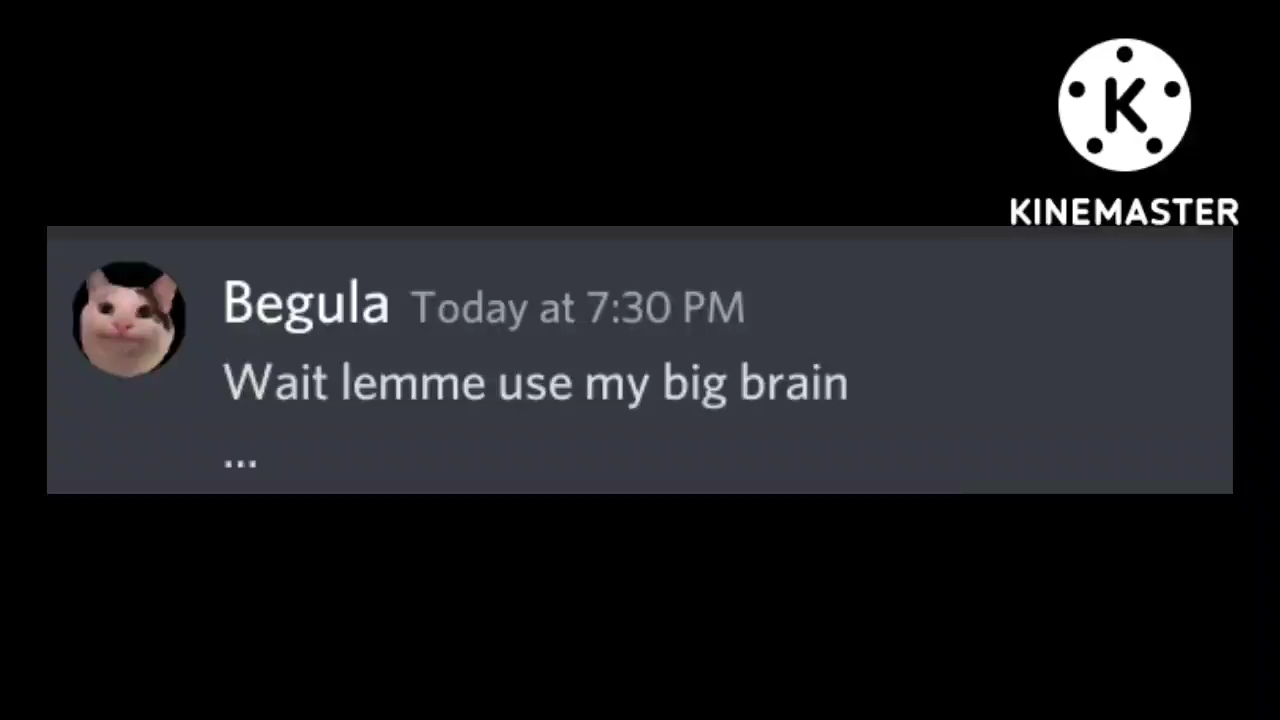 K
KINEMASTER
Begula Today at 7:30 PM
Wait lemme use my big brain
...